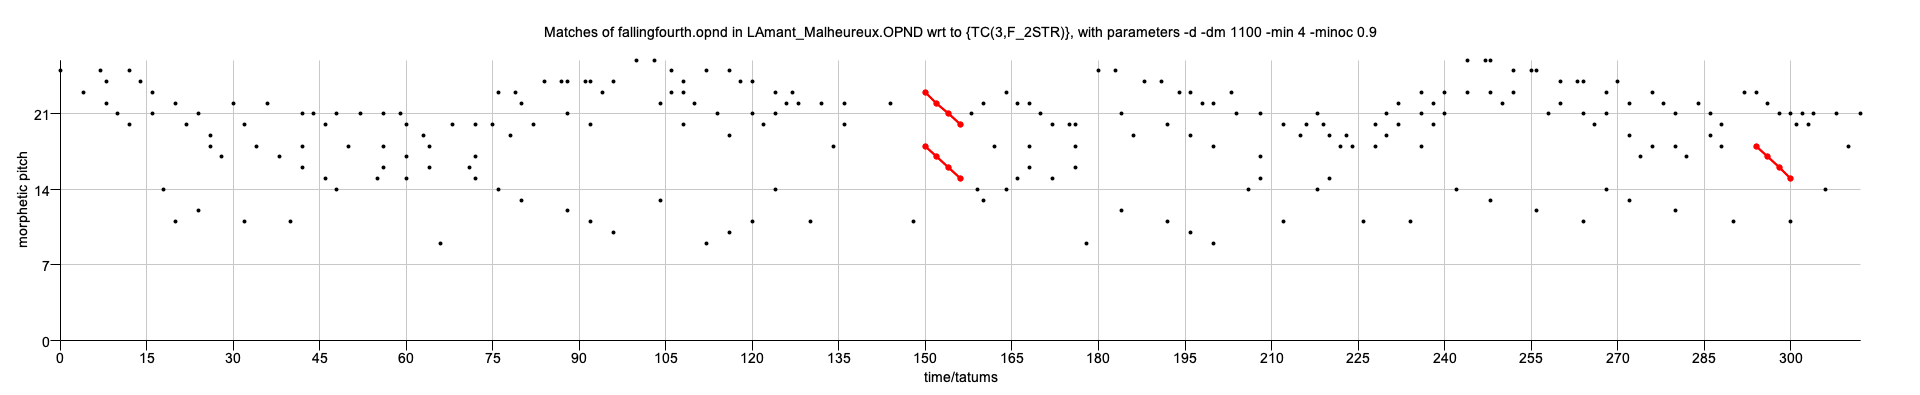 Matches of fallingfourth.opnd in LAmant_Malheureux.OPND wrt to {TC(3,F_2STR)}, with parameters -d -dm 1100 -min 4 -minoc 0.9
morphetic pitch
21
14
7
0
0 15 30 45 60 75 90 105 120 135 150 165 180 195 210 225 240 255 270 285 300
time/tatums